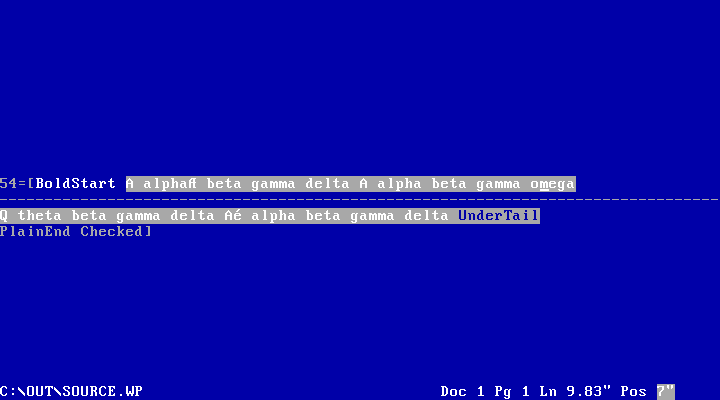 54=[BoldStart A alphaﬂ beta gamma delta A alpha beta gamma omega
Q theta beta gamma delta Aé alpha beta gamma delta UnderTail
PlainEnd Checked]
C:\OUT\SOURCE.WP Doc 1 Pg 1 Ln 9.83" Pos 7"